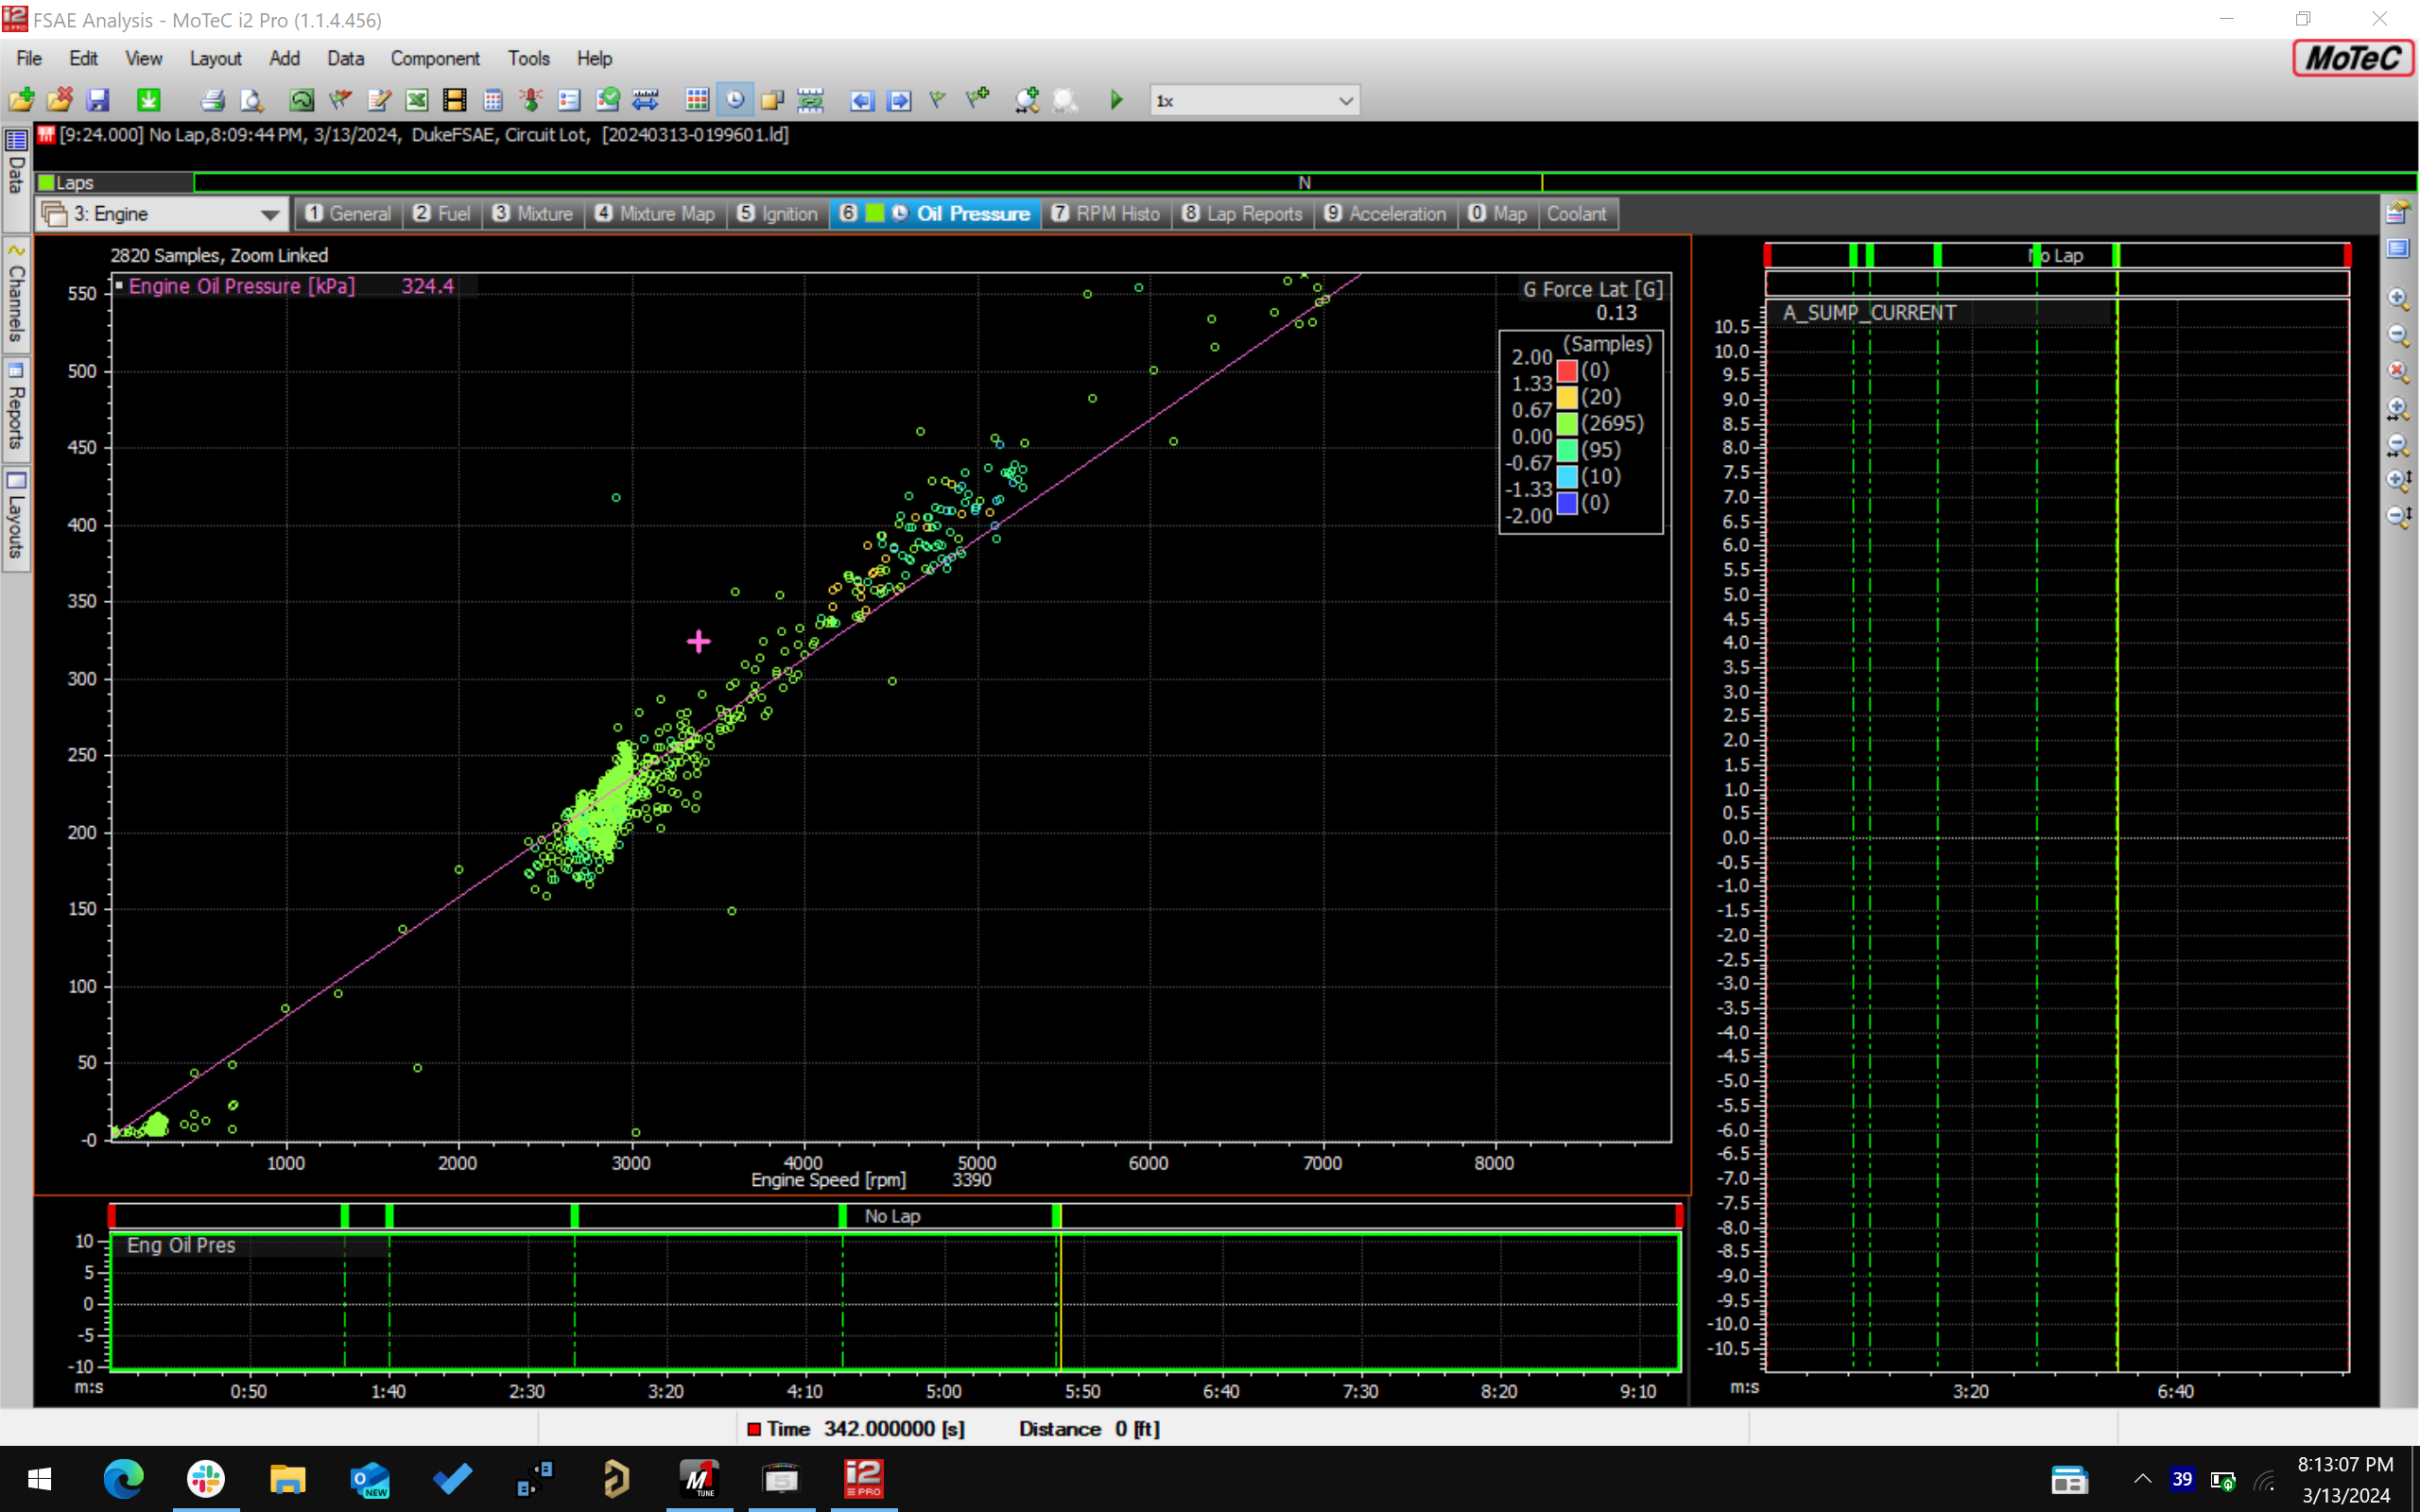 FSAE Analysis - MoTeC i2 Pro (1.1.4.456)
File Edit View Layout Add Data Component Tools Help
MoTeC
1x
[9:24.000] No Lap,8:09:44 PM, 3/13/2024, DukeFSAE, Circuit Lot, [20240313-0199601.ld]
Laps
N
3: Engine
1 General 2 Fuel 3 Mixture 4 Mixture Map 5 Ignition 6 Oil Pressure 7 RPM Histo 8 Lap Reports 9 Acceleration 0 Map Coolant
Data
Channels
Reports
Layouts
2820 Samples, Zoom Linked
Engine Oil Pressure [kPa] 324.4
G Force Lat [G]
0.13
(Samples)
2.00
(0)
1.33
(20)
0.67
(2695)
0.00
(95)
-0.67
(10)
-1.33
(0)
-2.00
550
500
450
400
350
300
250
200
150
100
50
-0
1000 2000 3000 4000 5000 6000 7000 8000
Engine Speed [rpm] 3390
No Lap
Eng Oil Pres
10
5
0
-5
-10
m:s 0:50 1:40 2:30 3:20 4:10 5:00 5:50 6:40 7:30 8:20 9:10
No Lap
A_SUMP_CURRENT
10.5
10.0
9.5
9.0
8.5
8.0
7.5
7.0
6.5
6.0
5.5
5.0
4.5
4.0
3.5
3.0
2.5
2.0
1.5
1.0
0.5
0.0
-0.5
-1.0
-1.5
-2.0
-2.5
-3.0
-3.5
-4.0
-4.5
-5.0
-5.5
-6.0
-6.5
-7.0
-7.5
-8.0
-8.5
-9.0
-9.5
-10.0
-10.5
m:s 3:20 6:40
Time 342.000000 [s] Distance 0 [ft]
NEW
M1
TUNE
5
i2
PRO
39
8:13:07 PM
3/13/2024